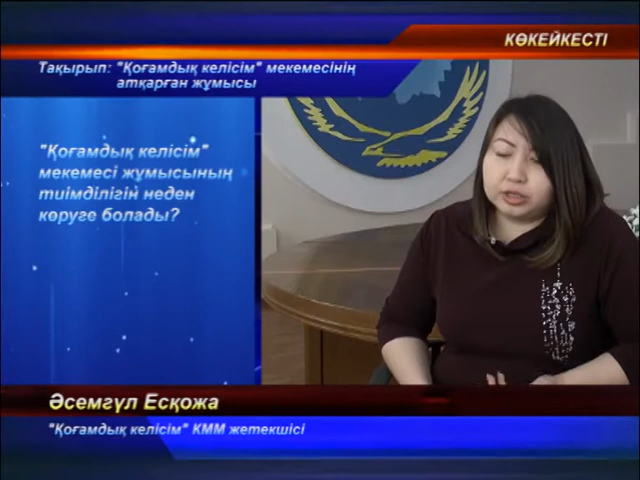 КӨКЕЙКЕСТІ
Тақырып: "Қоғамдық келісім" мекемесінің
атқарған жұмысы
"Қоғамдық келісім"
мекемесі жұмысының
тиімділігін неден
көруге болады?
Әсемгүл Есқожа
"Қоғамдық келісім" КММ жетекшісі